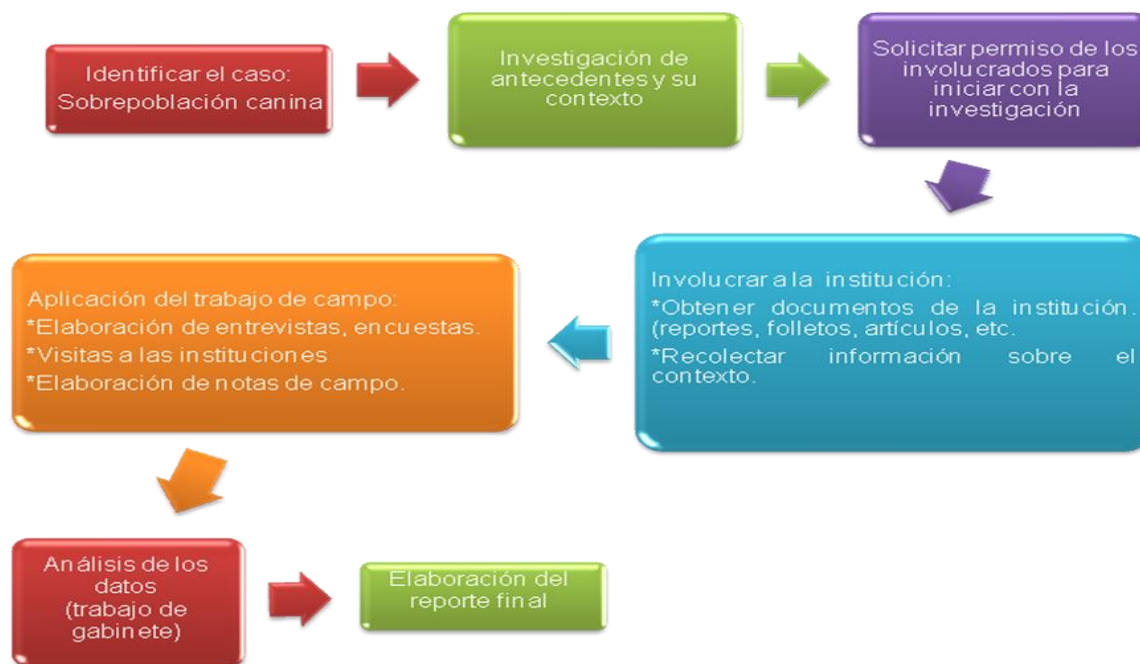 Identificar el caso:
Sobrepoblación canina
Investigación de
antecedentes y su
contexto
Solicitar permiso de los
involucrados para
iniciar con la
investigación
Involucrar a la institución:
*Obtener documentos de la institución.
(reportes, folletos, artículos, etc.
*Recolectar información sobre el
contexto.
Aplicación del trabajo de campo:
*Elaboración de entrevistas, encuestas.
*Visitas a las instituciones
*Elaboración de notas de campo.
Análisis de los
datos
(trabajo de
gabinete)
Elaboración del
reporte final